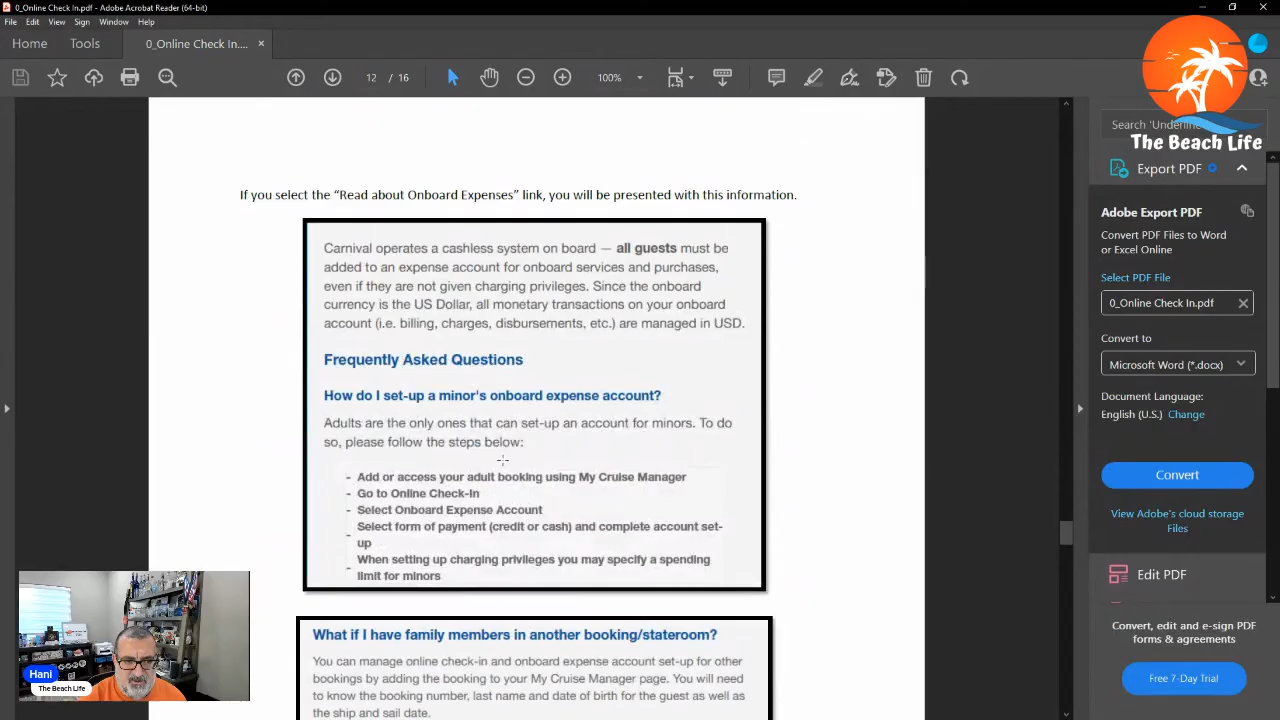 0_Online Check In.pdf - Adobe Acrobat Reader (64-bit)
File Edit View Sign Window Help
Home Tools 0_Online Check In.... ×
12 / 16 100%
The Beach Life
Search 'Underline
Export PDF
Adobe Export PDF
Convert PDF Files to Word
or Excel Online
Select PDF File
0_Online Check In.pdf
Convert to
Microsoft Word (*.docx)
Document Language:
English (U.S.) Change
Convert
View Adobe's cloud storage
Files
Edit PDF
Convert, edit and e-sign PDF
forms & agreements
Free 7-Day Trial
If you select the “Read about Onboard Expenses” link, you will be presented with this information.
Carnival operates a cashless system on board — all guests must be
added to an expense account for onboard services and purchases,
even if they are not given charging privileges. Since the onboard
currency is the US Dollar, all monetary transactions on your onboard
account (i.e. billing, charges, disbursements, etc.) are managed in USD.
Frequently Asked Questions
How do I set-up a minor's onboard expense account?
Adults are the only ones that can set-up an account for minors. To do
so, please follow the steps below:
- Add or access your adult booking using My Cruise Manager
- Go to Online Check-In
- Select Onboard Expense Account
- Select form of payment (credit or cash) and complete account set-
up
- When setting up charging privileges you may specify a spending
limit for minors
What if I have family members in another booking/stateroom?
You can manage online check-in and onboard expense account set-up for other
bookings by adding the booking to your My Cruise Manager page. You will need
to know the booking number, last name and date of birth for the guest as well as
the ship and sail date.
Hani
The Beach Life